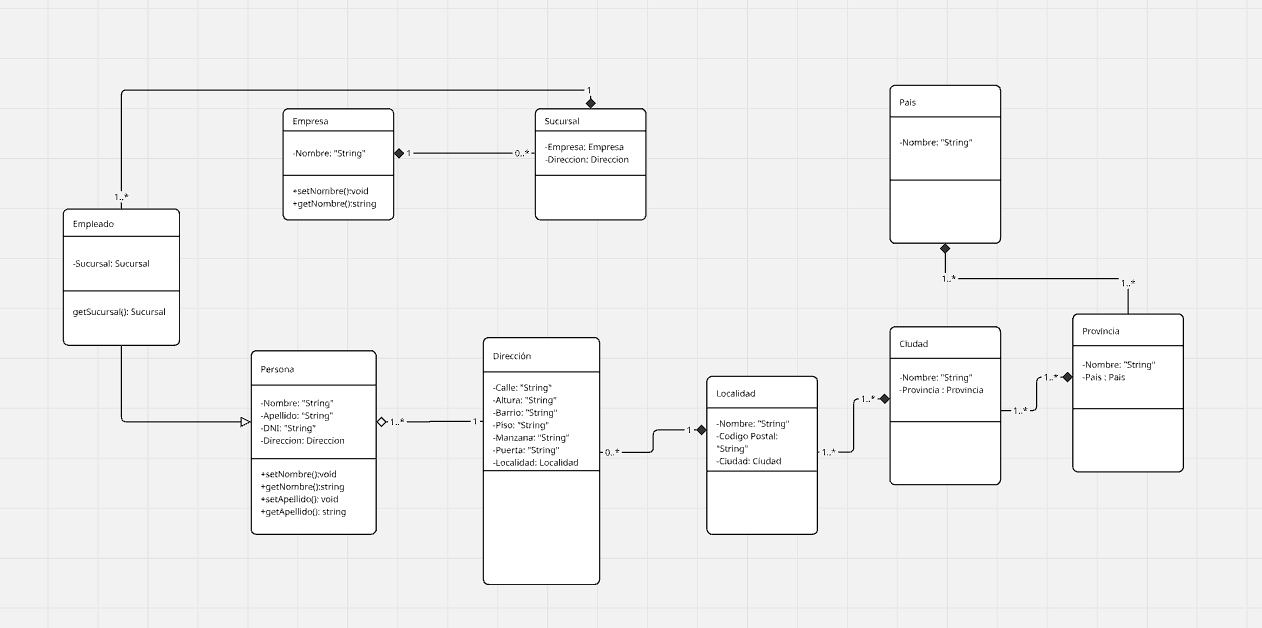 1
Empresa
-Nombre: "String"
+setNombre():void
+getNombre():string
1
0..*
Sucursal
-Empresa: Empresa
-Direccion: Direccion
Pais
-Nombre: "String"
1..*
Empleado
-Sucursal: Sucursal
getSucursal(): Sucursal
1..*
1..*
Persona
-Nombre: "String"
-Apellido: "String"
-DNI: "String"
-Direccion: Direccion
+setNombre():void
+getNombre():string
+setApellido(): void
+getApellido(): string
1..*
1
Dirección
-Calle: "String"
-Altura: "String"
-Barrio: "String"
-Piso: "String"
-Manzana: "String"
-Puerta: "String"
-Localidad: Localidad
0..*
1
Localidad
-Nombre: "String"
-Codigo Postal:
"String"
-Ciudad: Ciudad
1..*
1..*
Ciudad
-Nombre: "String"
-Provincia : Provincia
1..*
1..*
Provincia
-Nombre: "String"
-Pais : Pais